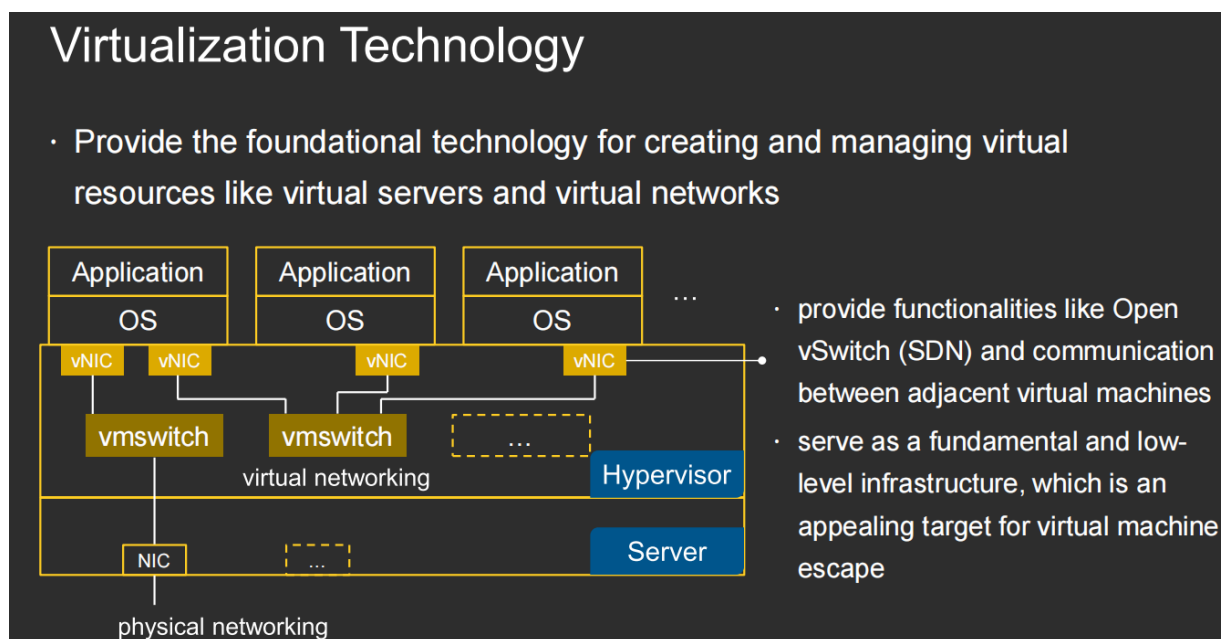 Virtualization Technology
· Provide the foundational technology for creating and managing virtual
resources like virtual servers and virtual networks
Application
Application
Application
...
OS
OS
OS
vNIC
vNIC
vNIC
vNIC
vmswitch
vmswitch
...
virtual networking
Hypervisor
NIC
...
Server
physical networking
· provide functionalities like Open
vSwitch (SDN) and communication
between adjacent virtual machines
· serve as a fundamental and low-
level infrastructure, which is an
appealing target for virtual machine
escape